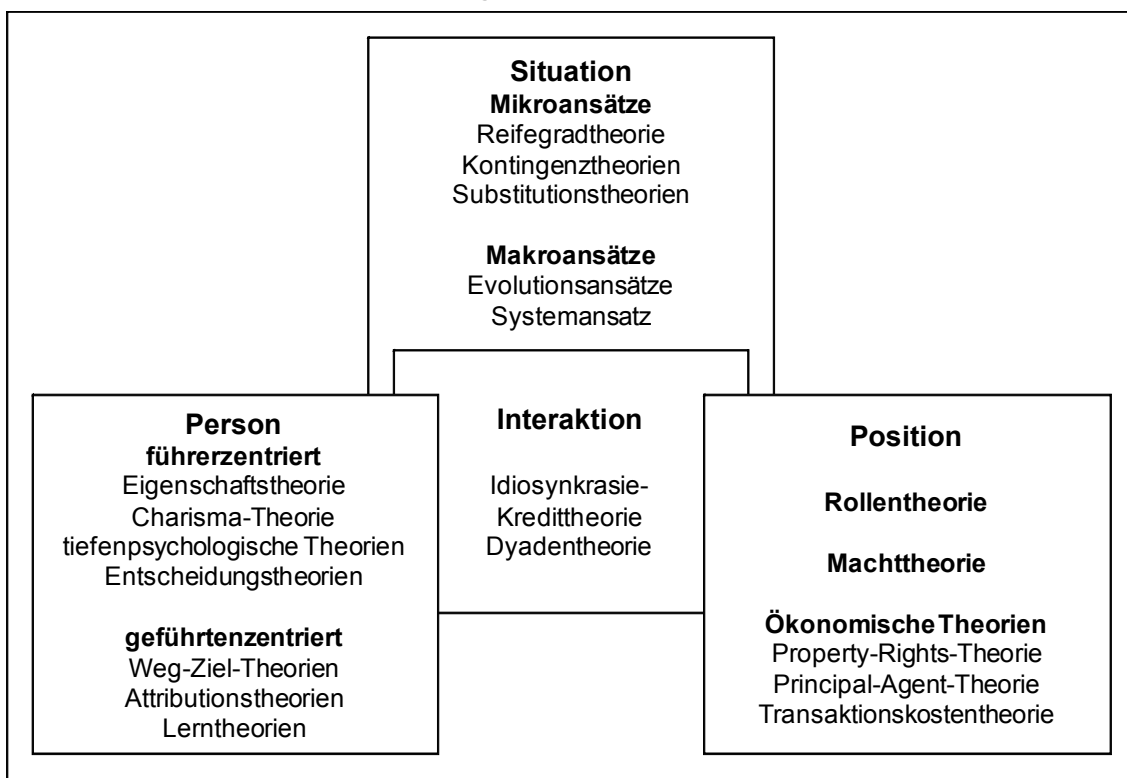 Situation
Mikroansätze
Reifegradtheorie
Kontingenztheorien
Substitutionstheorien
Makroansätze
Evolutionsansätze
Systemansatz
Person
führerzentriert
Eigenschaftstheorie
Charisma-Theorie
tiefenpsychologische Theorien
Entscheidungstheorien
geführtenzentriert
Weg-Ziel-Theorien
Attributionstheorien
Lerntheorien
Interaktion
Idiosynkrasie-
Kredittheorie
Dyadentheorie
Position
Rollentheorie
Machttheorie
Ökonomische Theorien
Property-Rights-Theorie
Principal-Agent-Theorie
Transaktionskostentheorie